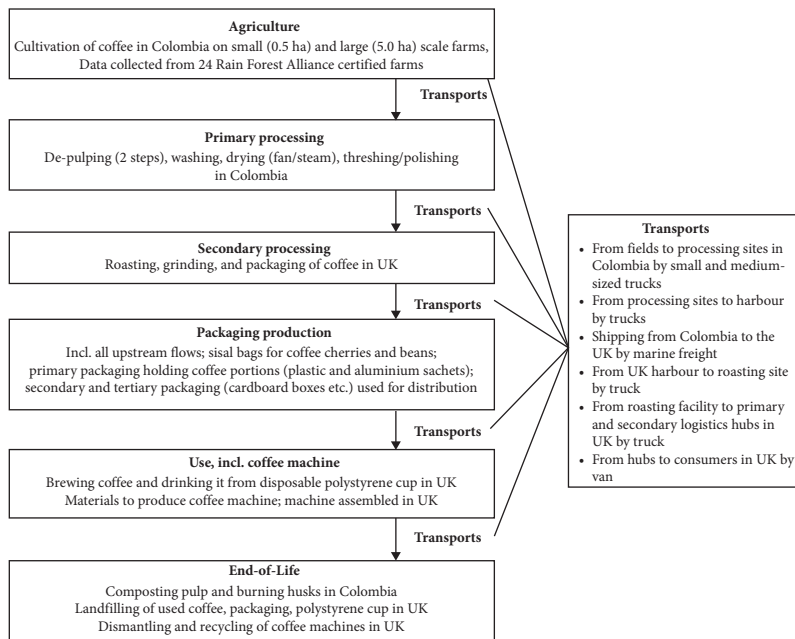 Agriculture
Cultivation of coffee in Colombia on small (0.5 ha) and large (5.0 ha) scale farms,
Data collected from 24 Rain Forest Alliance certified farms
Transports
Primary processing
De-pulping (2 steps), washing, drying (fan/steam), threshing/polishing
in Colombia
Transports
Secondary processing
Roasting, grinding, and packaging of coffee in UK
Transports
Packaging production
Incl. all upstream flows; sisal bags for coffee cherries and beans;
primary packaging holding coffee portions (plastic and aluminium sachets);
secondary and tertiary packaging (cardboard boxes etc.) used for distribution
Transports
Use, incl. coffee machine
Brewing coffee and drinking it from disposable polystyrene cup in UK
Materials to produce coffee machine; machine assembled in UK
Transports
End-of-Life
Composting pulp and burning husks in Colombia
Landfilling of used coffee, packaging, polystyrene cup in UK
Dismantling and recycling of coffee machines in UK
Transports
• From fields to processing sites in
Colombia by small and medium-
sized trucks
• From processing sites to harbour
by trucks
• Shipping from Colombia to the
UK by marine freight
• From UK harbour to roasting site
by truck
• From roasting facility to primary
and secondary logistics hubs in
UK by truck
• From hubs to consumers in UK by
van